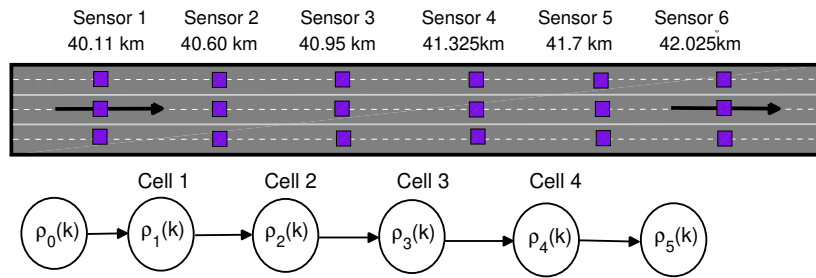 Sensor 1 Sensor 2 Sensor 3 Sensor 4 Sensor 5 Sensor 6
40.11 km 40.60 km 40.95 km 41.325km 41.7 km 42.025km
Cell 1 Cell 2 Cell 3 Cell 4
ρ₀(k) ρ₁(k) ρ₂(k) ρ₃(k) ρ₄(k) ρ₅(k)